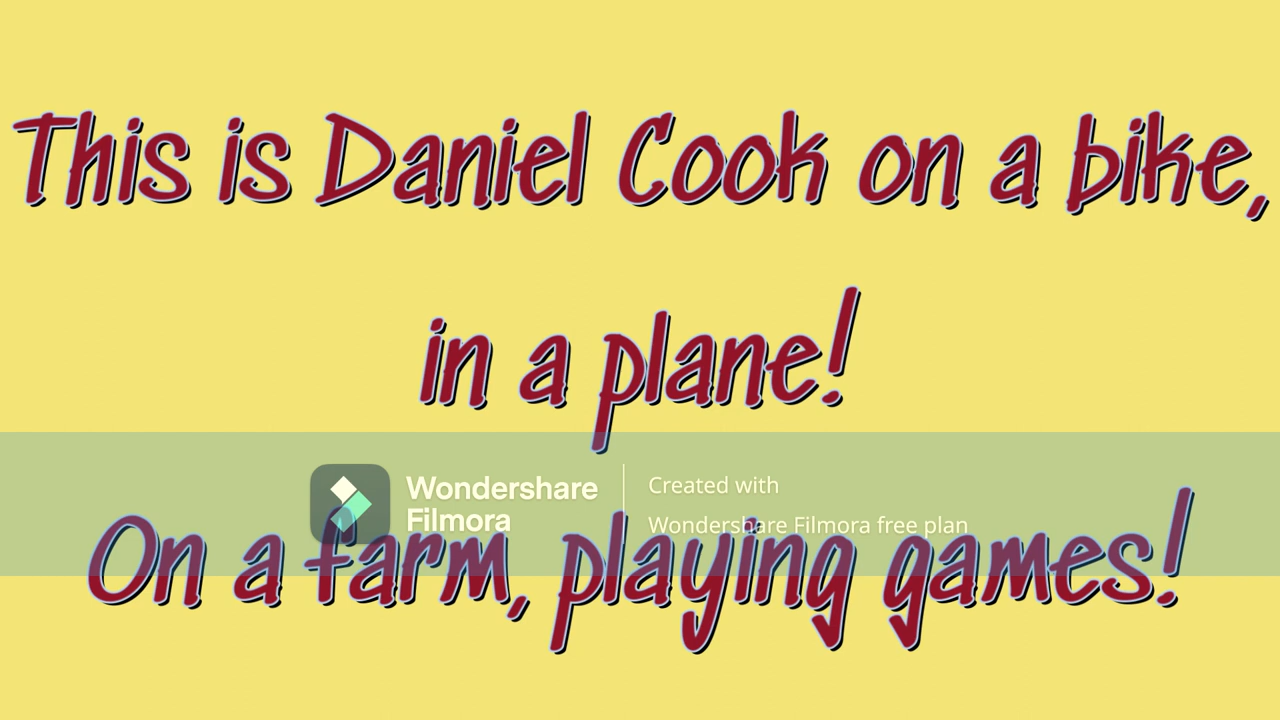 This is Daniel Cook on a bike,
in a plane!
Wondershare
Filmora
Created with
Wondershare Filmora free plan
On a farm, playing games!